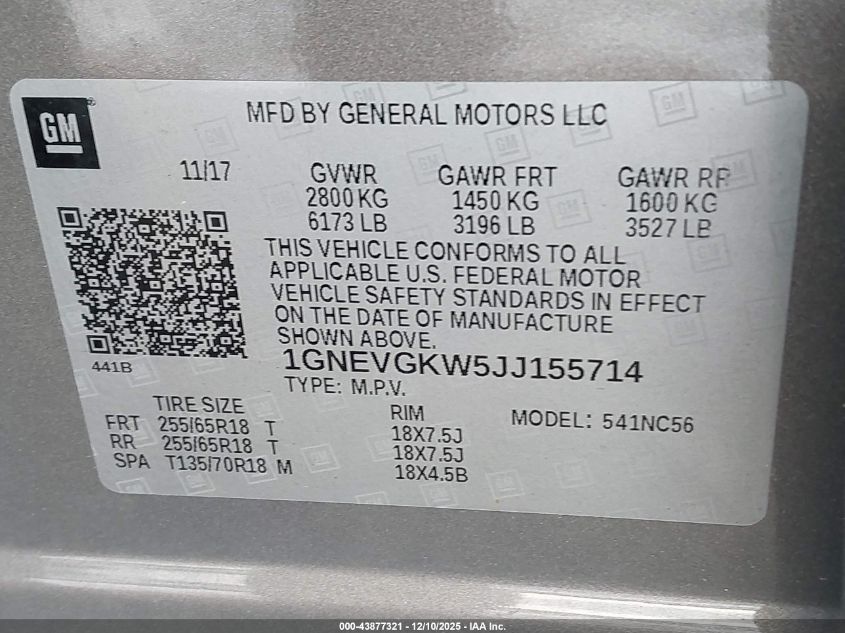 GM
MFD BY GENERAL MOTORS LLC
11/17
GVWR GAWR FRT GAWR RR
2800 KG 1450 KG 1600 KG
6173 LB 3196 LB 3527 LB
THIS VEHICLE CONFORMS TO ALL
APPLICABLE U.S. FEDERAL MOTOR
VEHICLE SAFETY STANDARDS IN EFFECT
ON THE DATE OF MANUFACTURE
SHOWN ABOVE.
441B
1GNEVGKW5JJ155714
TYPE: M.P.V.
TIRE SIZE RIM MODEL: 541NC56
FRT 255/65R18 T 18X7.5J
RR 255/65R18 T 18X7.5J
SPA T135/70R18 M 18X4.5B
000-43877321 - 12/10/2025 - IAA Inc.